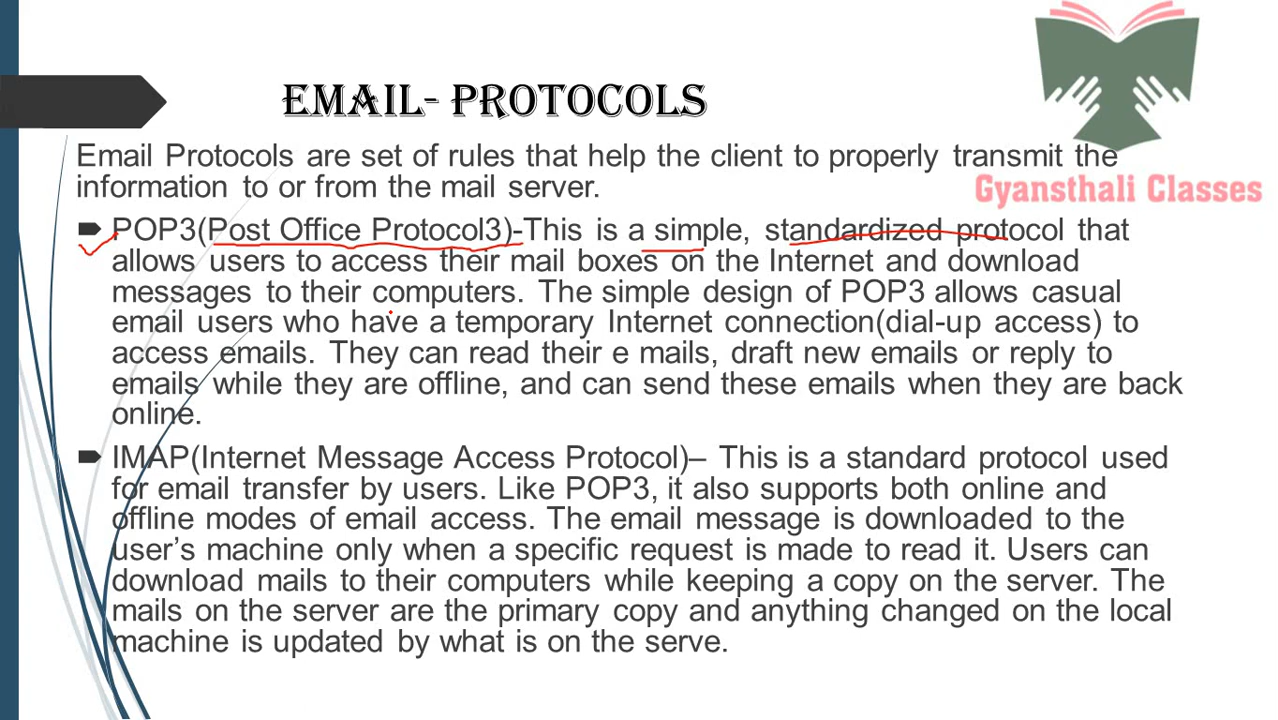 EMAIL- PROTOCOLS
Gyansthali Classes
Email Protocols are set of rules that help the client to properly transmit the
information to or from the mail server.
POP3(Post Office Protocol3)-This is a simple, standardized protocol that
allows users to access their mail boxes on the Internet and download
messages to their computers. The simple design of POP3 allows casual
email users who have a temporary Internet connection(dial-up access) to
access emails. They can read their e mails, draft new emails or reply to
emails while they are offline, and can send these emails when they are back
online.
IMAP(Internet Message Access Protocol)– This is a standard protocol used
for email transfer by users. Like POP3, it also supports both online and
offline modes of email access. The email message is downloaded to the
user’s machine only when a specific request is made to read it. Users can
download mails to their computers while keeping a copy on the server. The
mails on the server are the primary copy and anything changed on the local
machine is updated by what is on the serve.